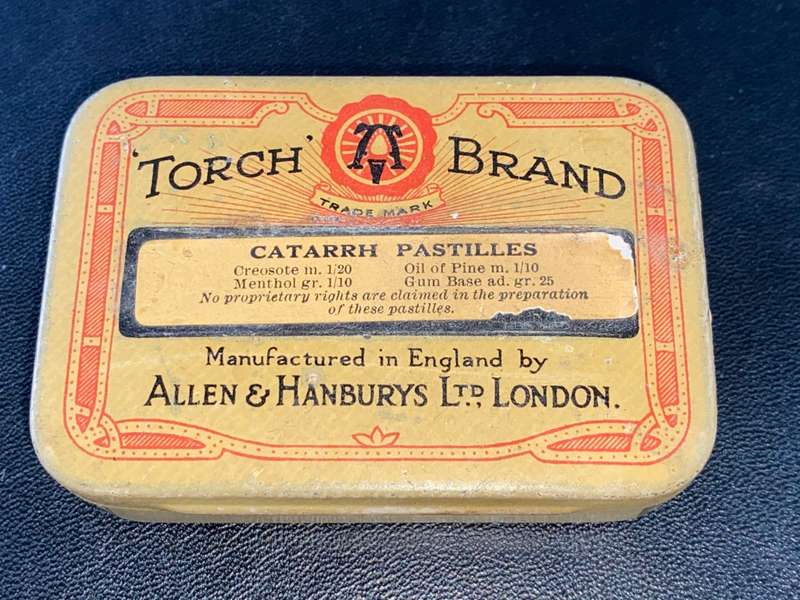 'TORCH' BRAND
TRADE MARK
CATARRH PASTILLES
Creosote m. 1/20 Oil of Pine m. 1/10
Menthol gr. 1/10 Gum Base ad. gr. 25
No proprietary rights are claimed in the preparation
of these pastilles.
Manufactured in England by
ALLEN & HANBURYS LTD, LONDON.